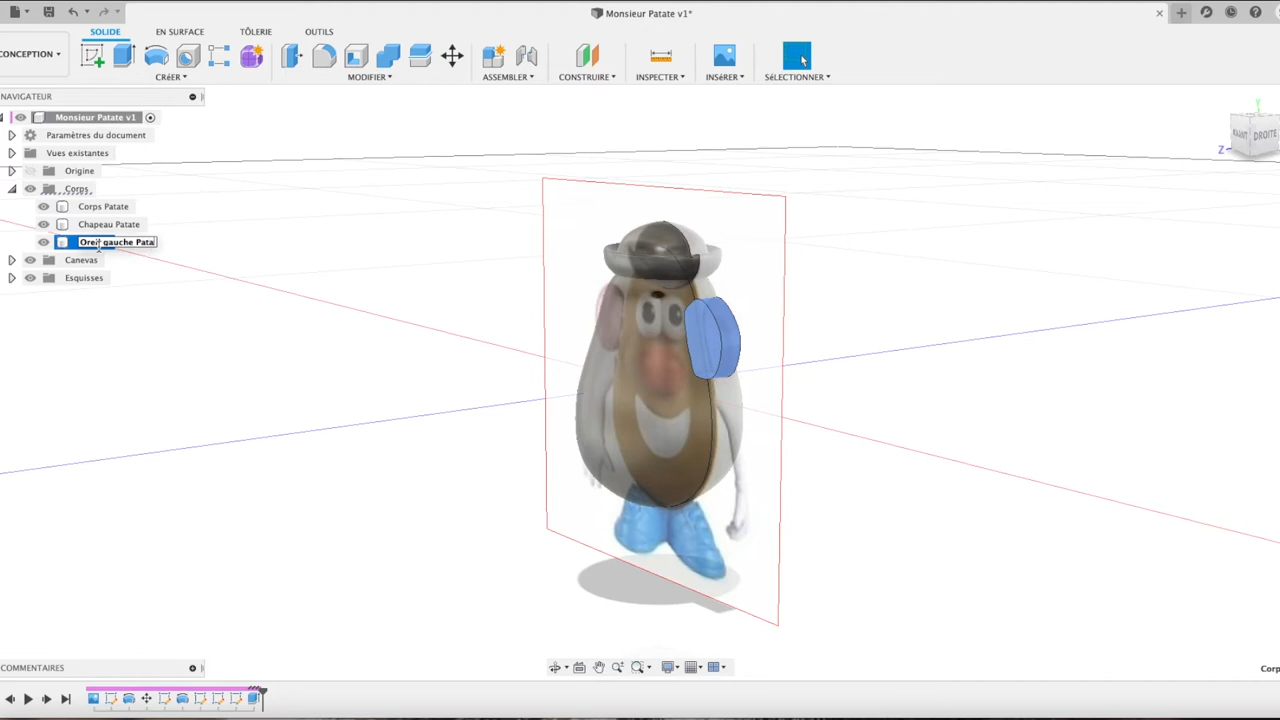 Monsieur Patate v1*
SOLIDE EN SURFACE TÔLERIE OUTILS
CONCEPTION
CRÉER MODIFIER ASSEMBLER CONSTRUIRE INSPECTER INSÉRER SÉLECTIONNER
NAVIGATEUR
Monsieur Patate v1
Paramètres du document
Vues existantes
Origine
Corps
Corps Patate
Chapeau Patate
gauche Pata
Canevas
Esquisses
Z Y
DROITE
COMMENTAIRES
Corp